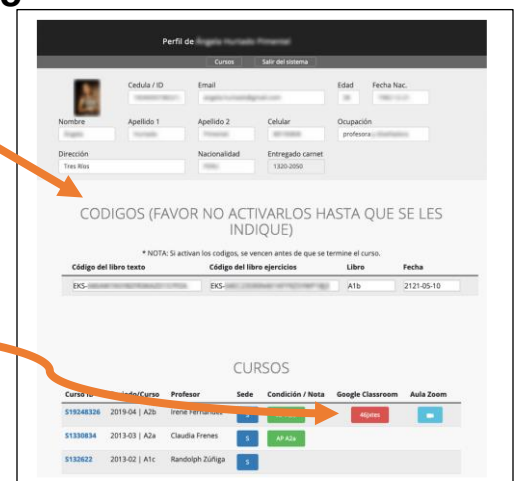 Perfil de
Cursos Salir del sistema
Cedula / ID Email Edad Fecha Nac.
Nombre Apellido 1 Apellido 2 Celular Ocupación
profesora
Dirección Nacionalidad Entregado carnet
Tres Ríos 1320-2050
CODIGOS (FAVOR NO ACTIVARLOS HASTA QUE SE LES
INDIQUE)
* NOTA: Si activan los codigos, se vencen antes de que se termine el curso.
Código del libro texto Código del libro ejercicios Libro Fecha
EKS- EKS- A1b 2121-05-10
CURSOS
Curso ID Profesor Sede Condición / Nota Google Classroom Aula Zoom
S19248326 2019-04 | A2b Irene
S1330834 2013-03 | A2a Claudia Frenes S AP A2a
S132622 2013-02 | A1c Randolph Zúñiga S